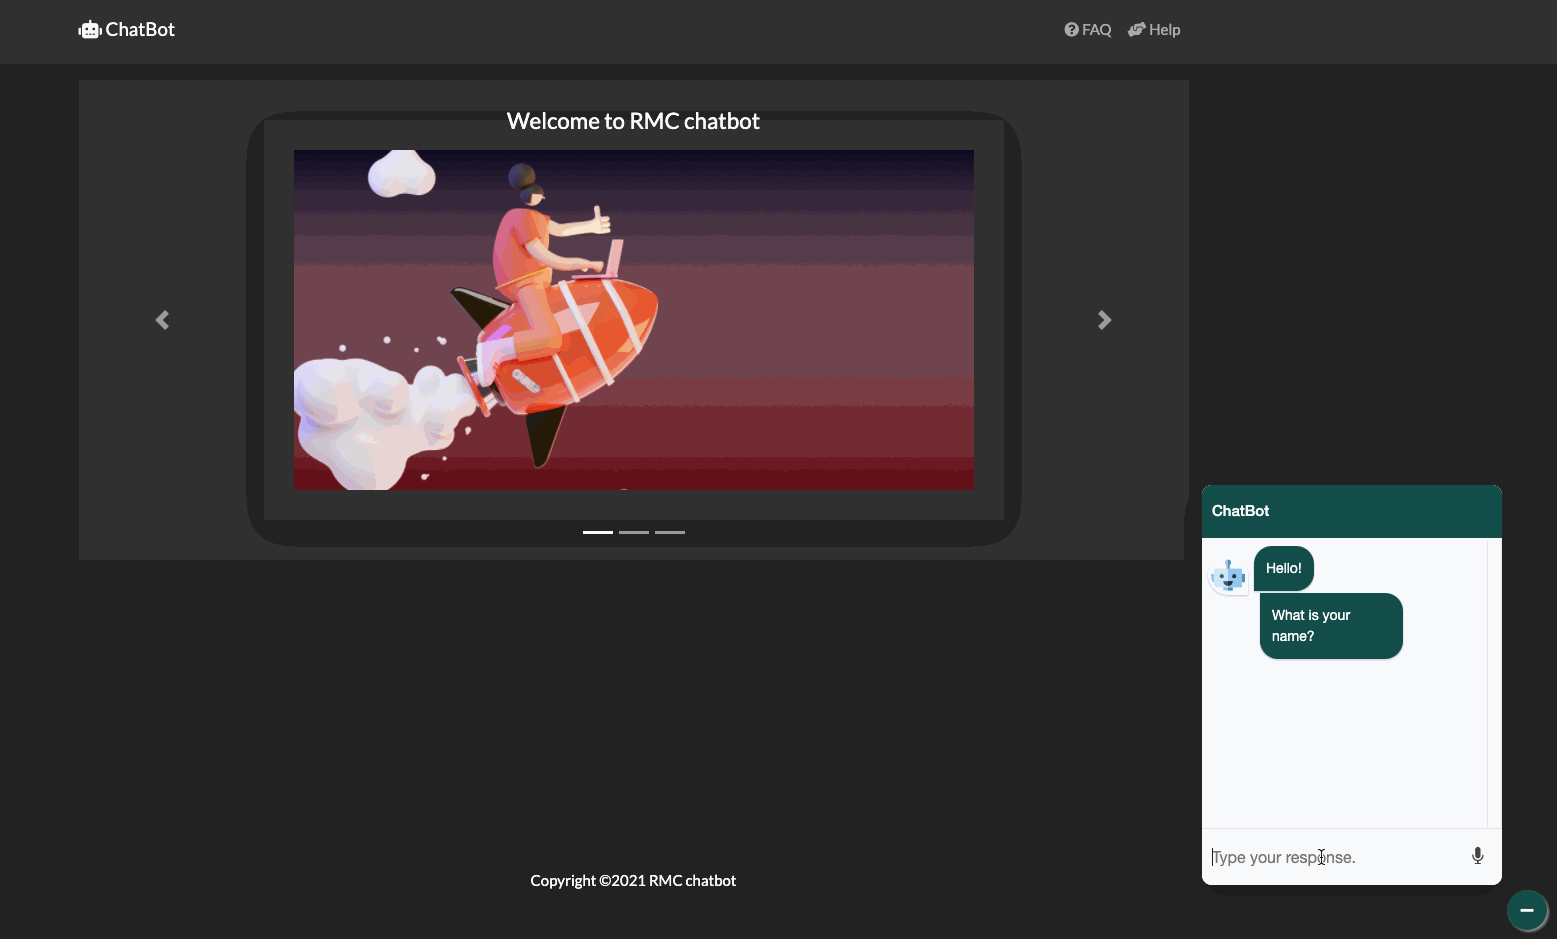 ChatBot
FAQ
Help
Welcome to RMC chatbot
ChatBot
Hello!
What is your
name?
Type your response.
Copyright ©2021 RMC chatbot